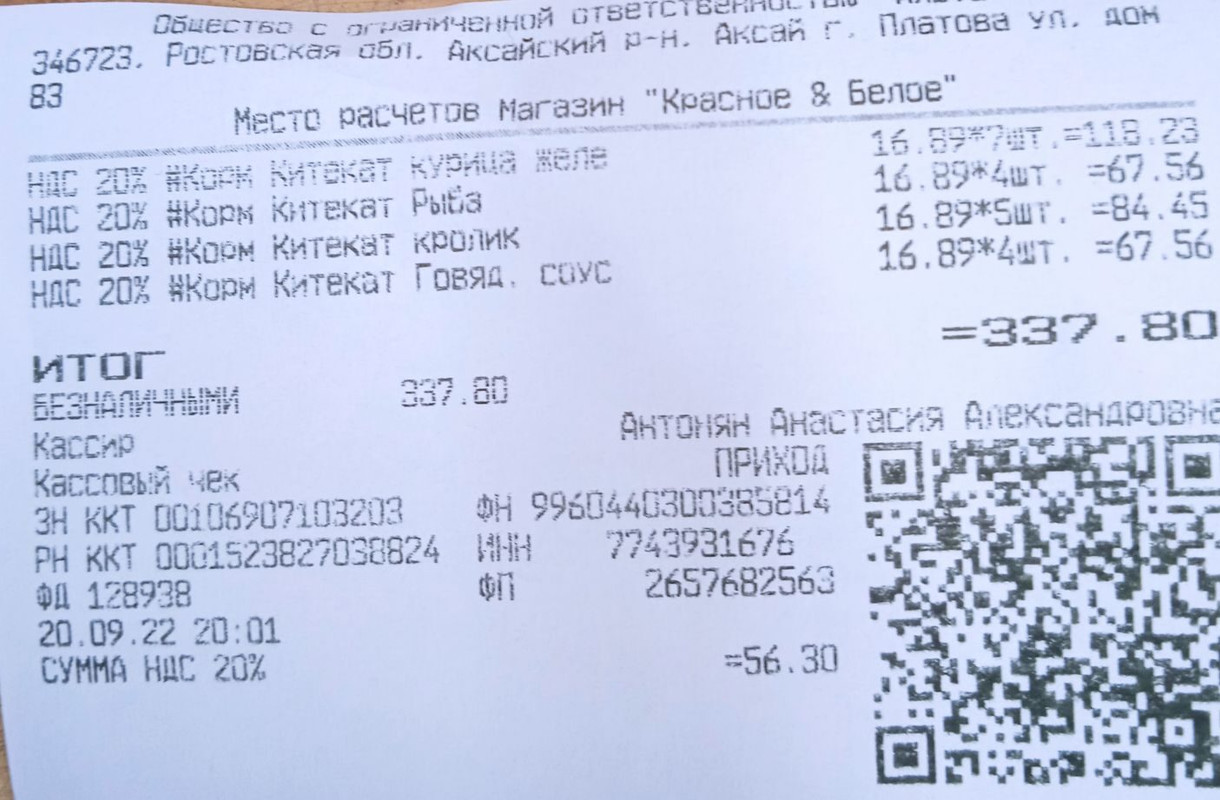 Общество с ограниченной ответственностью
346723, Ростовская обл. Аксайский р-н. Аксай г. Платова ул. дом
83
Место расчетов Магазин "Красное & Белое"
НДС 20% #Корм Китекат курица желе 16.89*7шт.=118.23
НДС 20% #Корм Китекат Рыба 16.89*4шт. =67.56
НДС 20% #Корм Китекат кролик 16.89*5шт. =84.45
НДС 20% #Корм Китекат Говяд. соус 16.89*4шт. =67.56
ИТОГ =337.80
БЕЗНАЛИЧНЫМИ 337.80
Кассир Антонян Анастасия Александровна
Кассовый чек ПРИХОД
ЗН ККТ 00106907103203 ФН 9960440300385814
РН ККТ 0001523827038824 ИНН 7743931676
ФД 128938 ФП 2657682563
20.09.22 20:01
СУММА НДС 20% =56.30